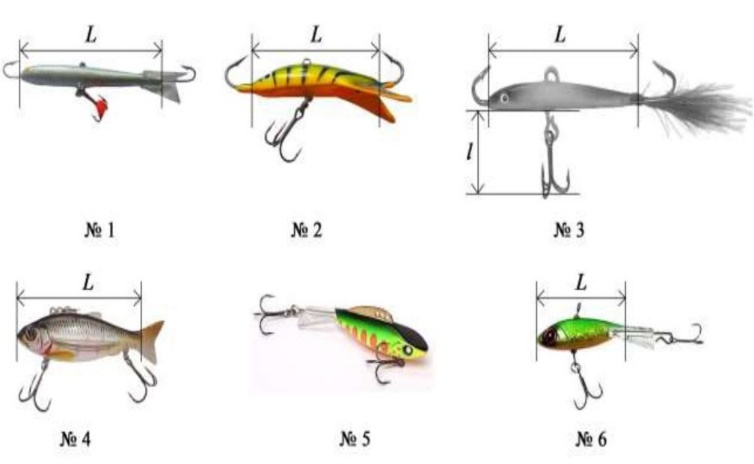 L L L
l
№ 1 № 2 № 3
L L
№ 4 № 5 № 6